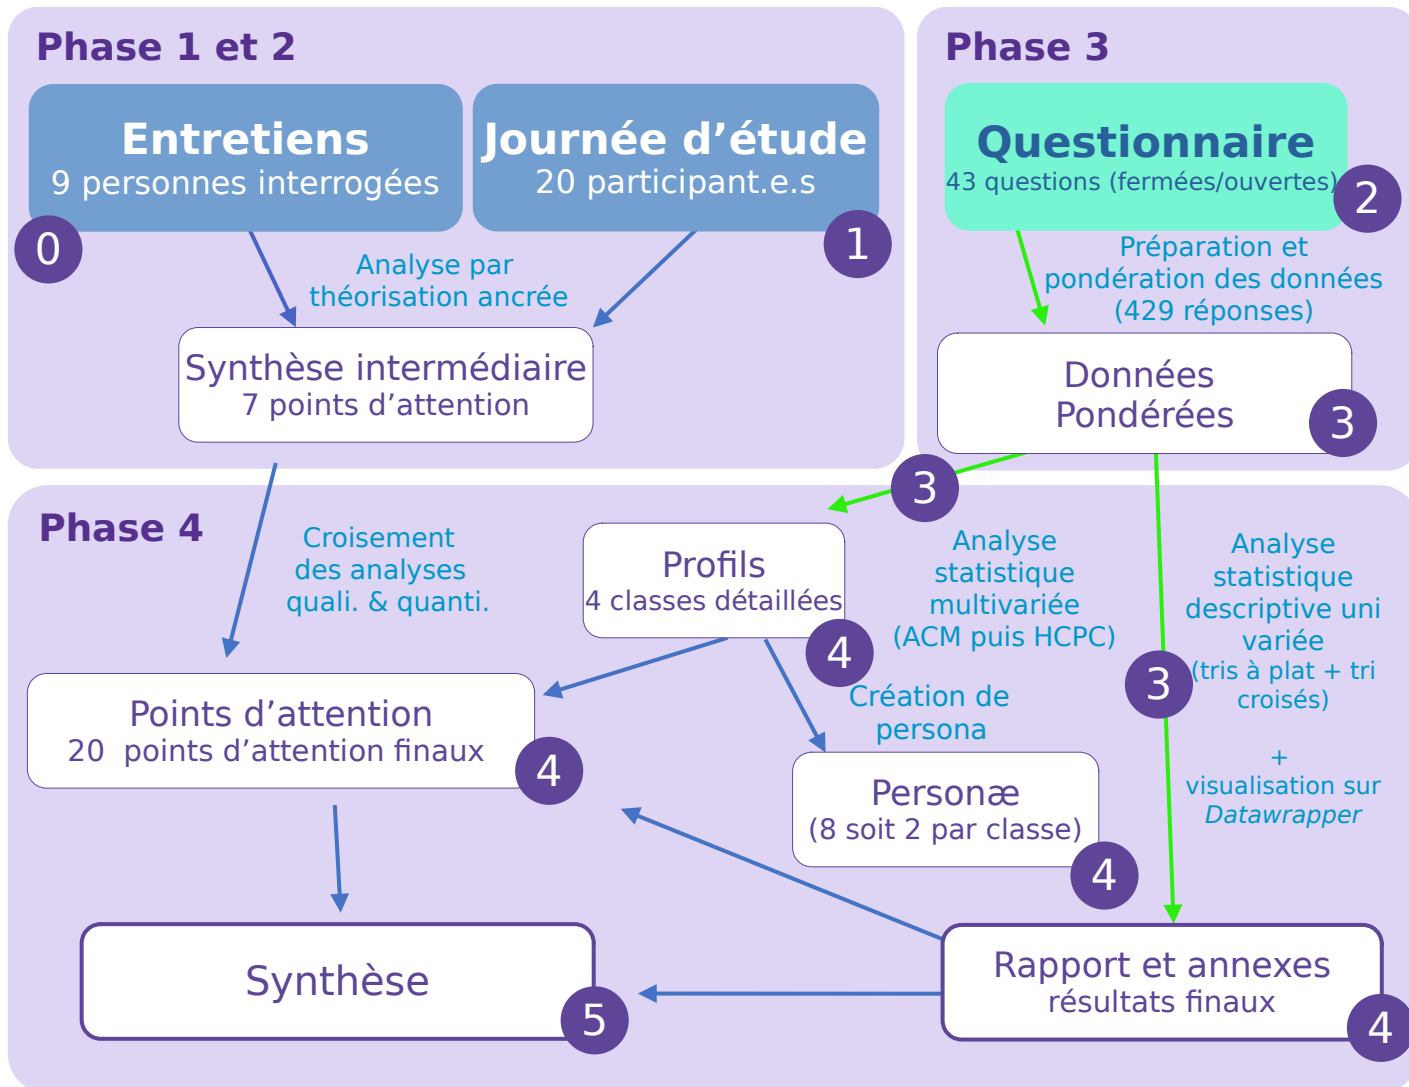 Phase 1 et 2
Entretiens
9 personnes interrogées
0
Journée d’étude
20 participant.e.s
1
Analyse par
théorisation ancrée
Synthèse intermédiaire
7 points d’attention
Phase 3
Questionnaire
43 questions (fermées/ouvertes)
2
Préparation et
pondération des données
(429 réponses)
Données
Pondérées
3
Phase 4
Croisement
des analyses
quali. & quanti.
3
Profils
4 classes détaillées
4
Analyse
statistique
multivariée
(ACM puis HCPC)
Analyse
statistique
descriptive uni
variée
(tris à plat + tri
croisés)
+
visualisation sur
Datawrapper
3
Points d’attention
20  points d’attention finaux
4
Création de
persona
Personæ
(8 soit 2 par classe)
4
Synthèse
5
Rapport et annexes
résultats finaux
4